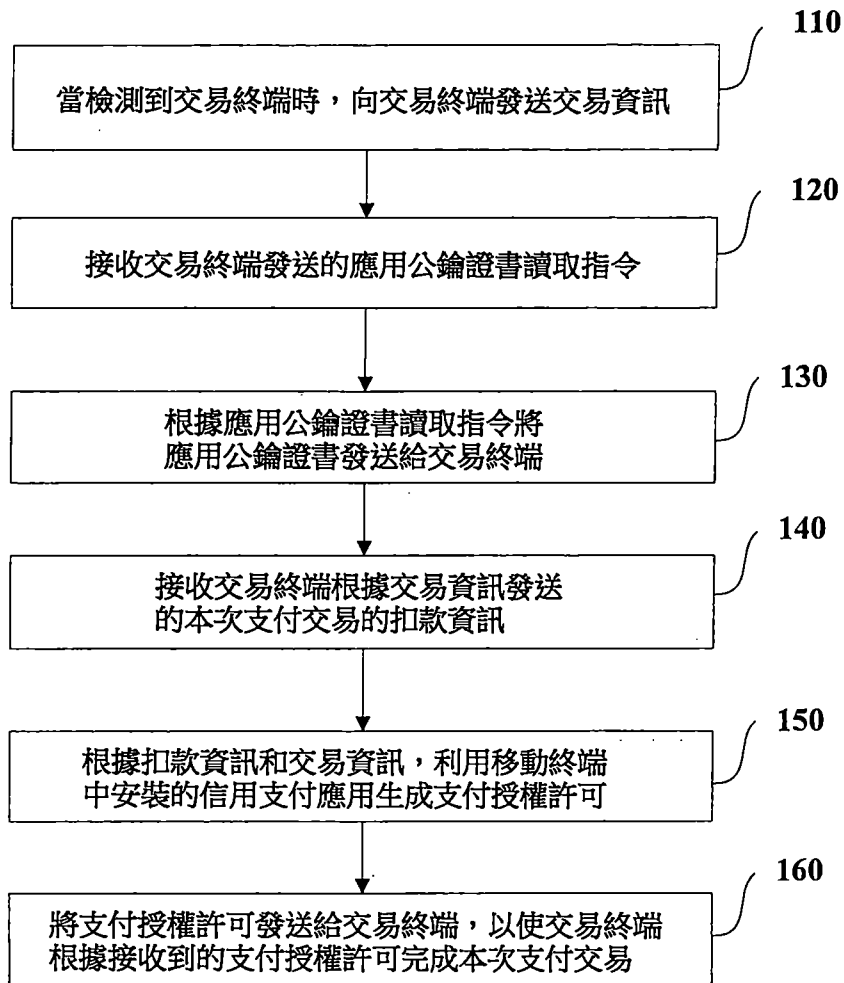 110
當檢測到交易終端時，向交易終端發送交易資訊
120
接收交易終端發送的應用公鑰證書讀取指令
130
根據應用公鑰證書讀取指令將
應用公鑰證書發送給交易終端
140
接收交易終端根據交易資訊發送
的本次支付交易的扣款資訊
150
根據扣款資訊和交易資訊，利用移動終端
中安裝的信用支付應用生成支付授權許可
160
將支付授權許可發送給交易終端，以使交易終端
根據接收到的支付授權許可完成本次支付交易